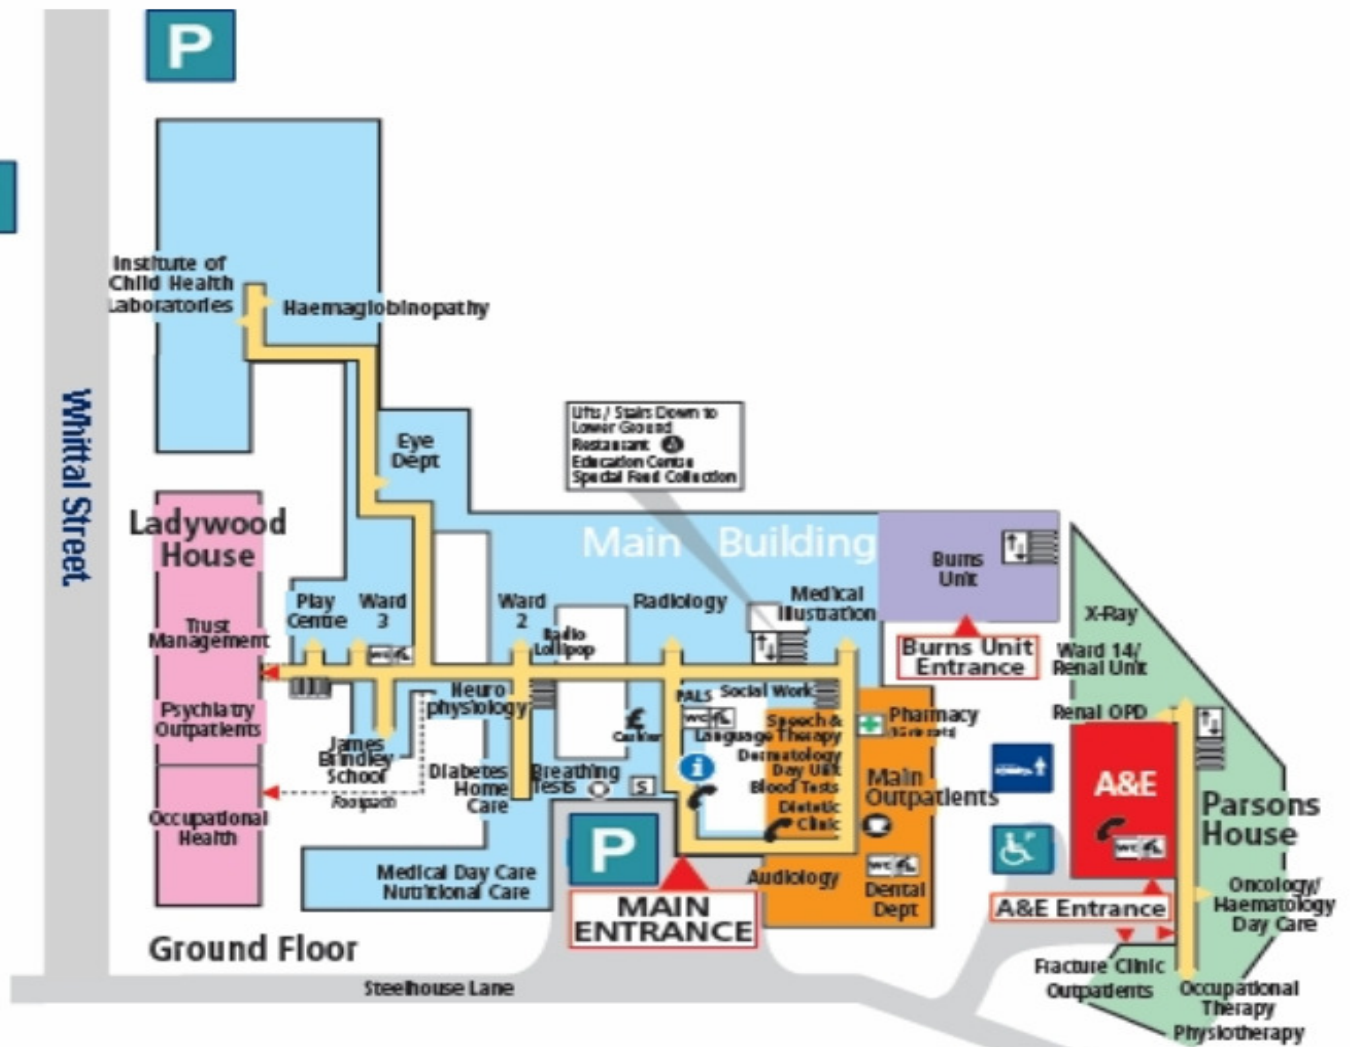 P
Institute of
Child Health
Laboratories
Haemaglobinopathy
Whittal Street
Eye
Dept
Lifts / Stairs Down to
Lower Ground
Restaurant
Education Centre
Special Feed Collection
Ladywood
House
Main Building
Burns
Unit
Play
Centre
Ward
3
Ward
2
Radio
Lollipop
Radiology
Medical
Illustration
X-Ray
Trust
Management
Burns Unit
Entrance
Ward 14/
Renal Unit
WC
Psychiatry
Outpatients
Neuro
physiology
PALS
Social Work
WC
Speech &
Language Therapy
Pharmacy
Renal OPD
£
Cashier
James
Brindley
School
Dermatology
Day Unit
Blood Tests
Dietetic
Clinic
i
Main
Outpatients
A&E
WC
Parsons
House
Diabetes
Home
Care
Breathing
Tests
S
Footpath
Occupational
Health
P
P
Medical Day Care
Nutritional Care
Audiology
WC
Dental
Dept
MAIN
ENTRANCE
A&E Entrance
Oncology/
Haematology
Day Care
Ground Floor
Steelhouse Lane
Fracture Clinic
Outpatients
Occupational
Therapy
Physiotherapy